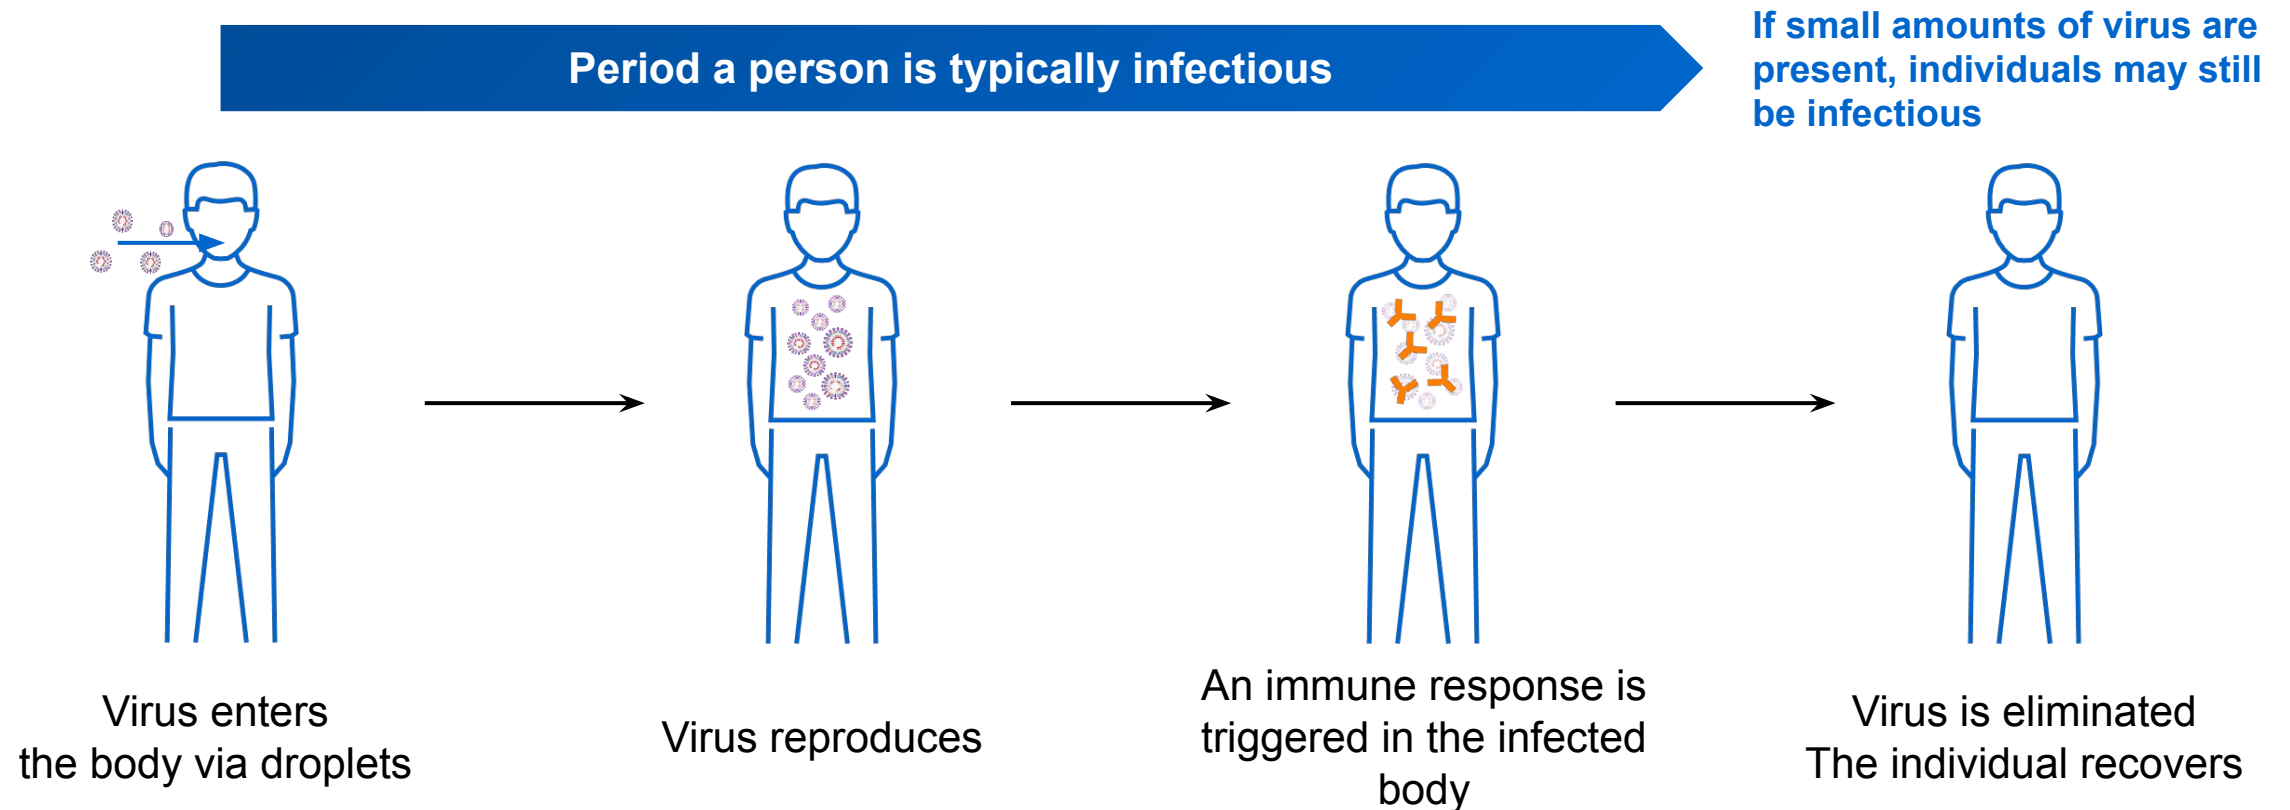 Period a person is typically infectious
If small amounts of virus are
present, individuals may still
be infectious
Virus enters
the body via droplets
Virus reproduces
An immune response is
triggered in the infected
body
Virus is eliminated
The individual recovers